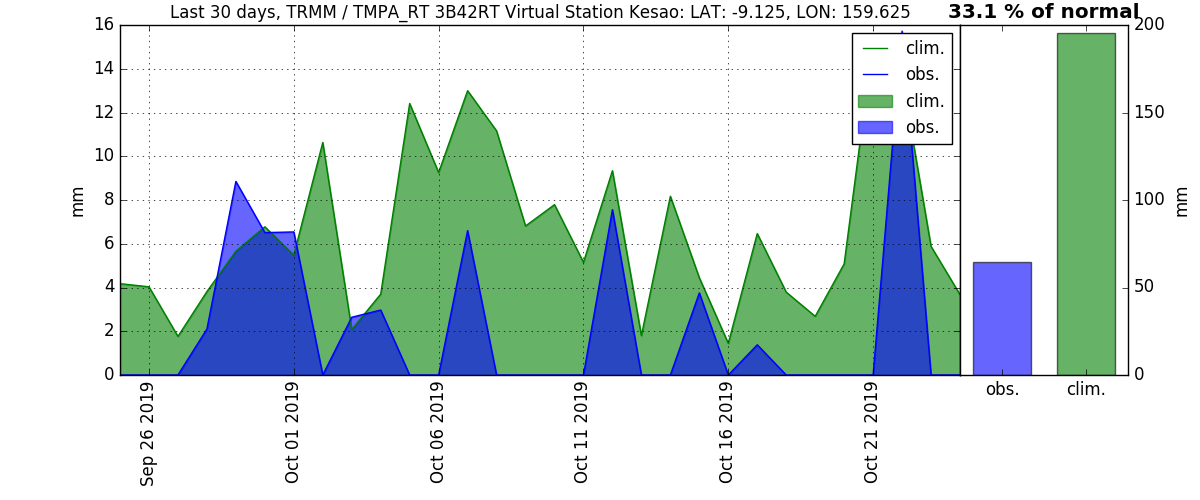 Last 30 days, TRMM / TMPA_RT 3B42RT Virtual Station Kesao: LAT: -9.125, LON: 159.625
33.1 % of normal
16
14
12
10
8
6
4
2
0
mm
clim.
obs.
clim.
obs.
200
150
100
50
0
mm
Sep 26 2019
Oct 01 2019
Oct 06 2019
Oct 11 2019
Oct 16 2019
Oct 21 2019
obs.
clim.